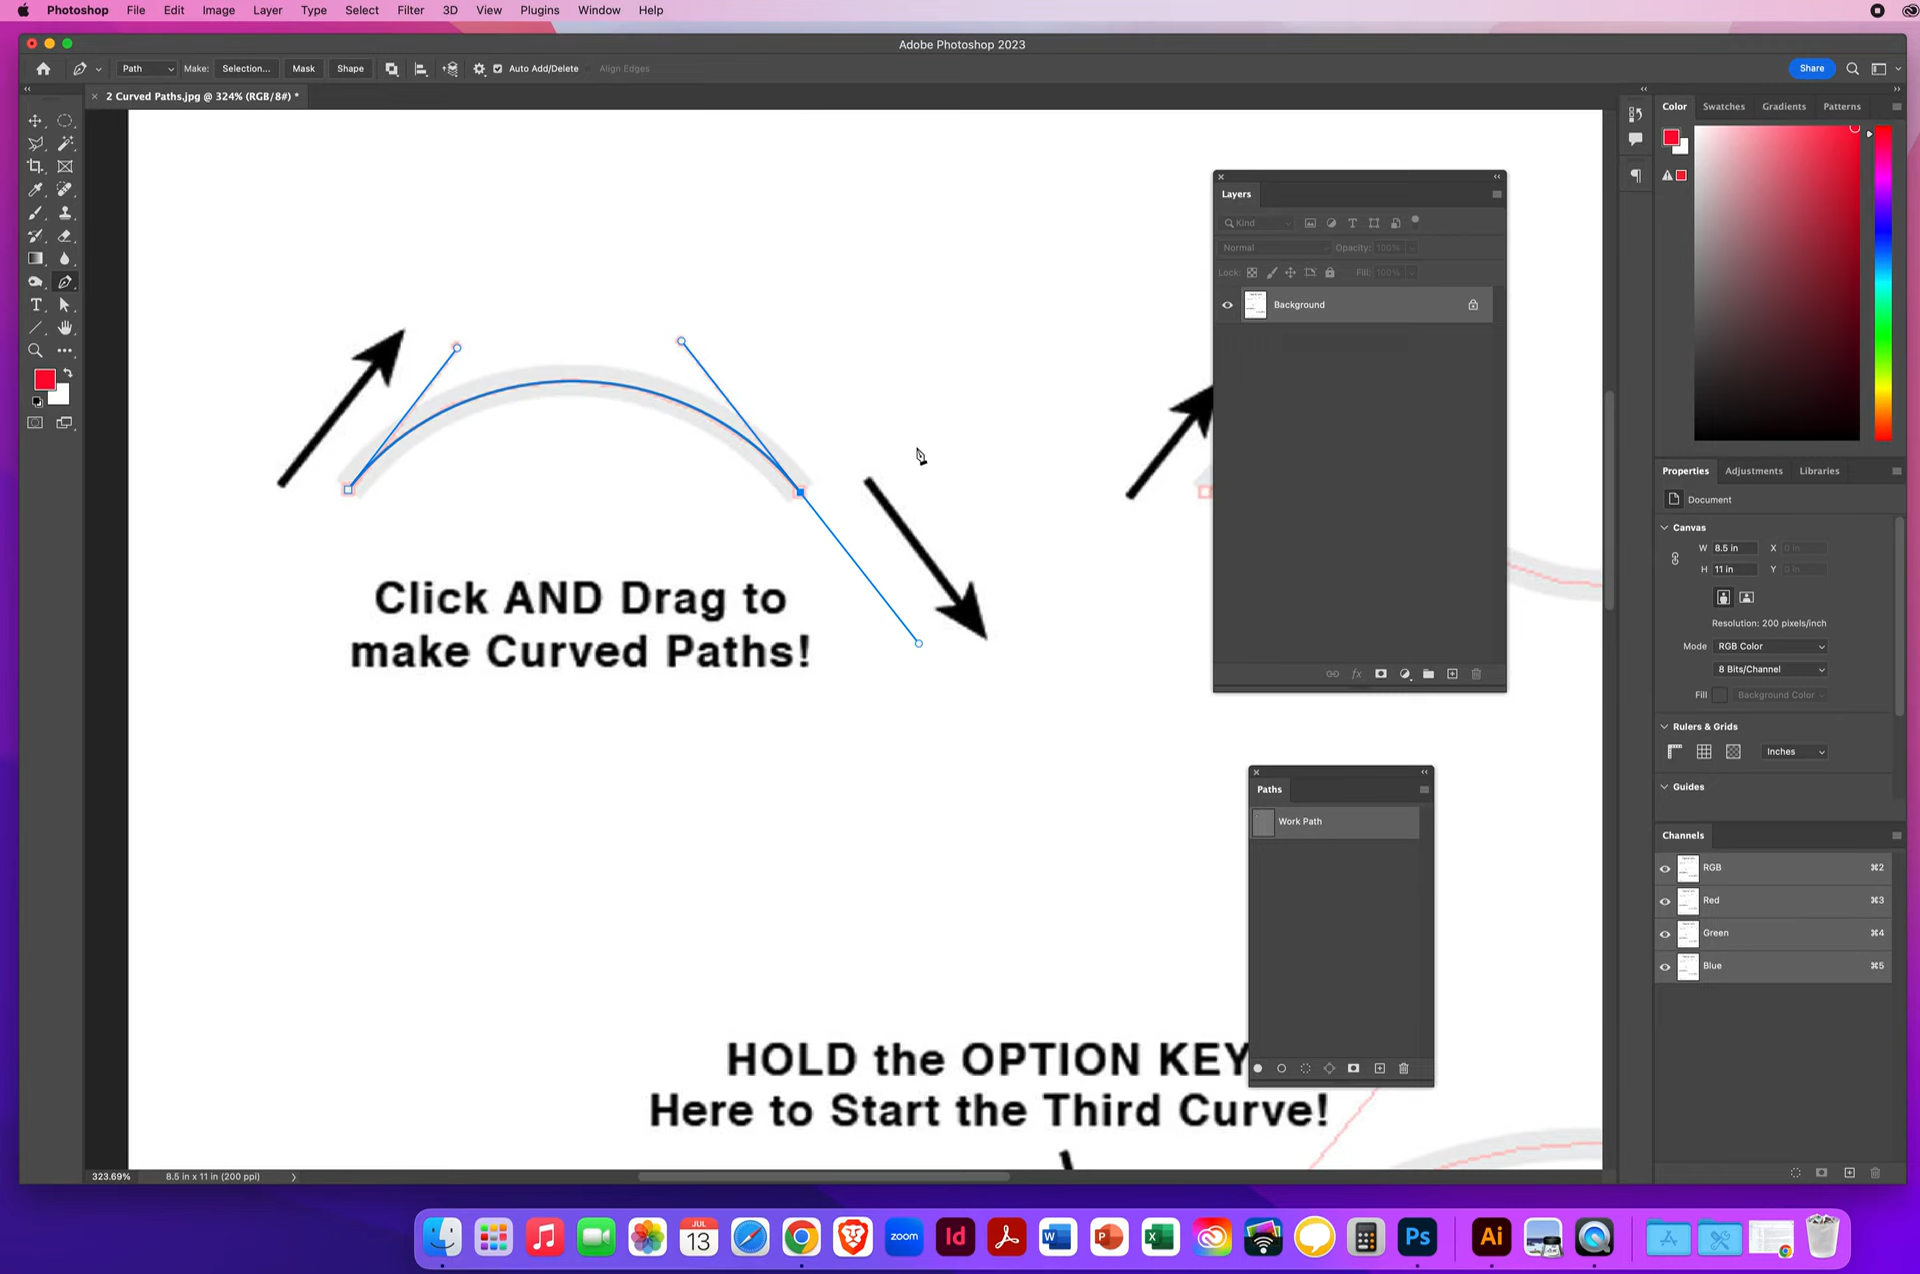 Photoshop File Edit Image Layer Type Select Filter 3D View Plugins Window Help
Adobe Photoshop 2023
Path Make: Selection... Mask Shape Auto Add/Delete Align Edges Share
2 Curved Paths.jpg @ 324% (RGB/8#) *
Color Swatches Gradients Patterns
Layers
Kind
Normal Opacity: 100%
Lock: Fill: 100%
Background
Properties Adjustments Libraries
Document
Canvas
W 8.5 in X 0 in
H 11 in Y 0 in
Resolution: 200 pixels/inch
Mode RGB Color
8 Bits/Channel
Fill Background Color
Rulers & Grids
Inches
Guides
Click AND Drag to
make Curved Paths!
Paths
Work Path
Channels
RGB ⌘2
Red ⌘3
Green ⌘4
Blue ⌘5
HOLD the OPTION KEY
Here to Start the Third Curve!
323.69% 8.5 in x 11 in (200 ppi)
JUL
13
zoom
Id
W
P
X
Ps
Ai